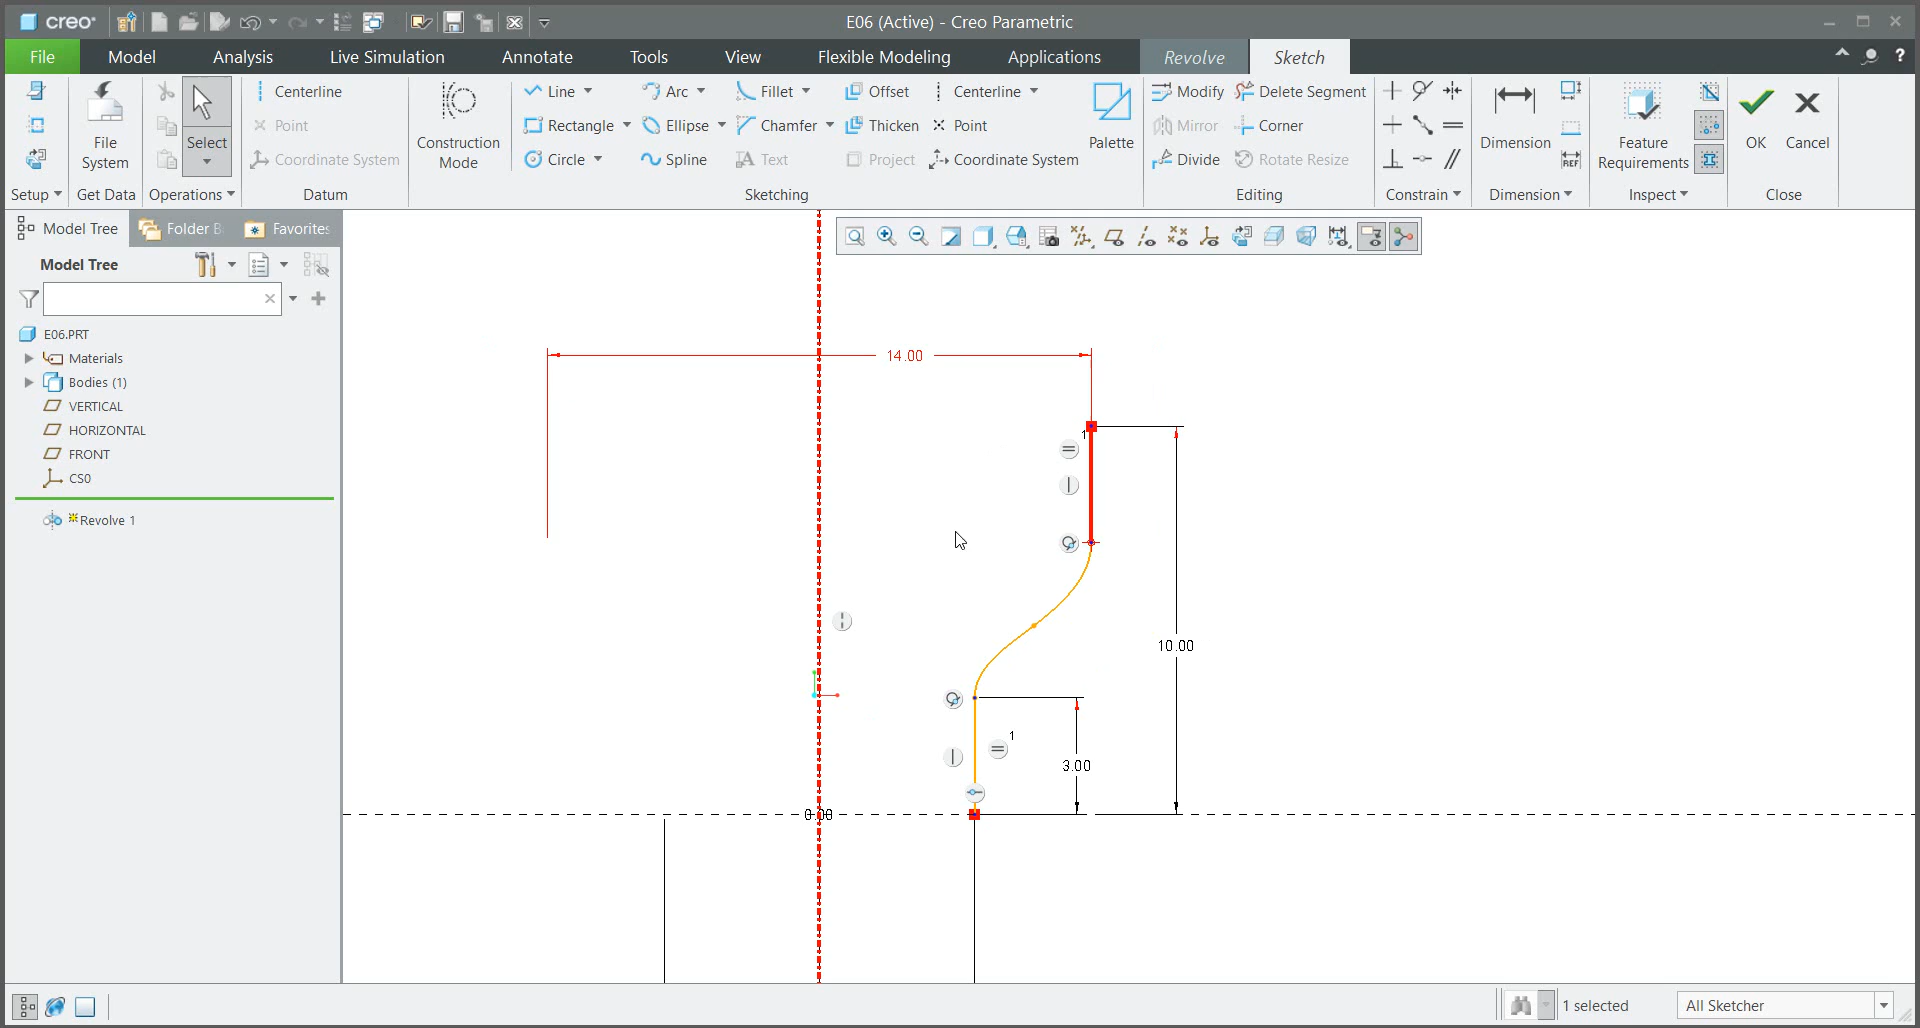 creo®
E06 (Active) - Creo Parametric
File
Model
Analysis
Live Simulation
Annotate
Tools
View
Flexible Modeling
Applications
Revolve
Sketch
?
Setup
File System
Get Data
Select
Operations
Centerline
Point
Coordinate System
Datum
Construction Mode
Line
Rectangle
Circle
Arc
Ellipse
Spline
Fillet
Chamfer
Text
Offset
Thicken
Project
Centerline
Point
Coordinate System
Palette
Sketching
Modify
Mirror
Divide
Delete Segment
Corner
Rotate Resize
Editing
Constrain
Dimension
REF
Dimension
Feature Requirements
Inspect
OK
Cancel
Close
Model Tree
Folder B
Favorites
Model Tree
E06.PRT
Materials
Bodies (1)
VERTICAL
HORIZONTAL
FRONT
CS0
Revolve 1
14.00
1
10.00
1
3.00
0.00
1 selected
All Sketcher